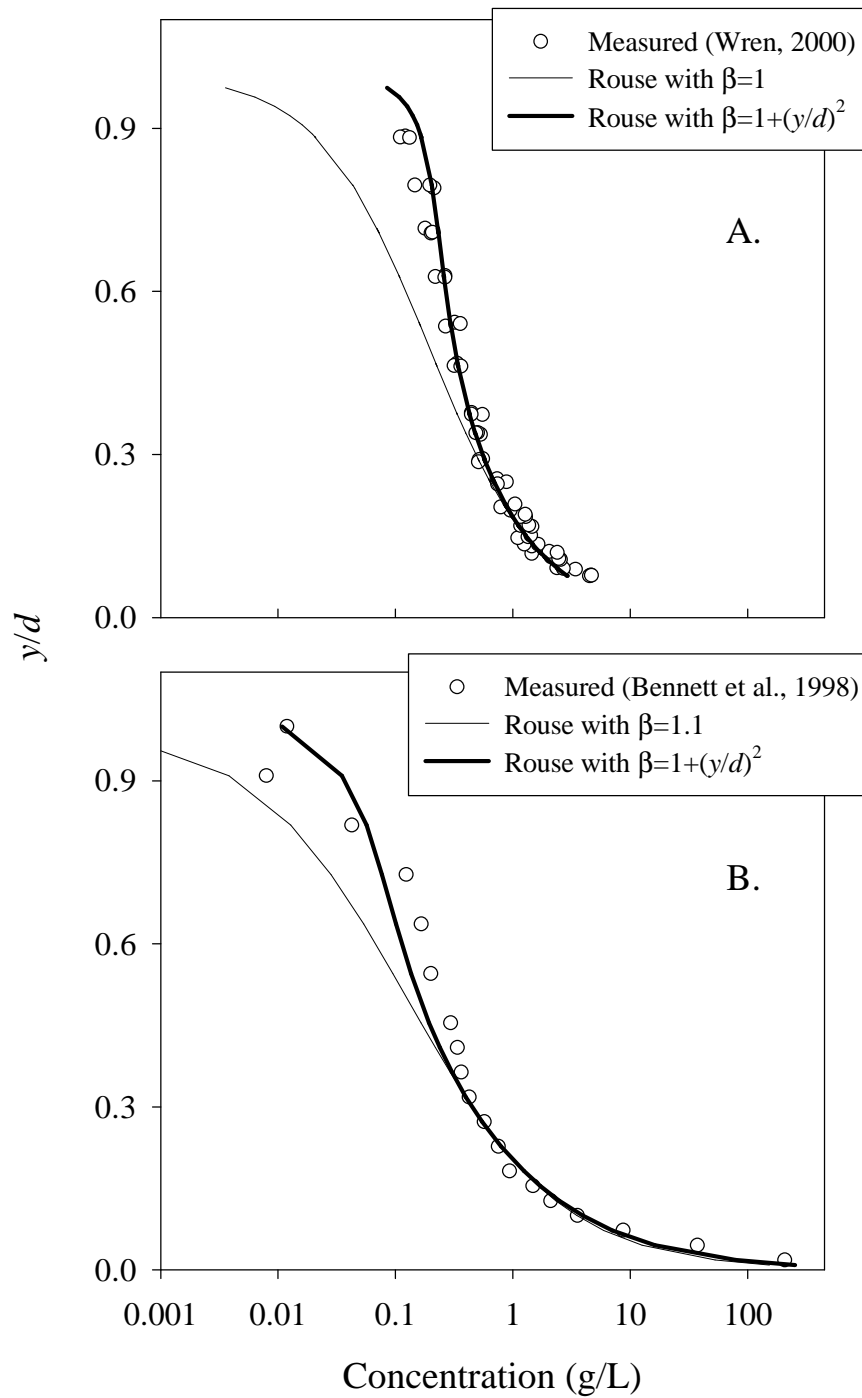 Measured (Wren, 2000)
Rouse with β=1
Rouse with β=1+(y/d)²
A.
0.9
0.6
0.3
0.0
y/d
Measured (Bennett et al., 1998)
Rouse with β=1.1
Rouse with β=1+(y/d)²
B.
0.9
0.6
0.3
0.0
0.001 0.01 0.1 1 10 100
Concentration (g/L)